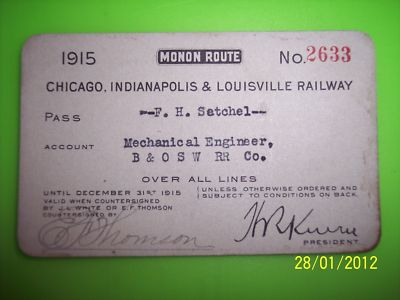 1915 MONON ROUTE No. 2633
CHICAGO, INDIANAPOLIS & LOUISVILLE RAILWAY
PASS --F. H. Satchel--
ACCOUNT Mechanical Engineer,
B & O S W RR Co.
OVER ALL LINES
UNTIL DECEMBER 31ST 1915 (UNLESS OTHERWISE ORDERED AND
VALID WHEN COUNTERSIGNED (SUBJECT TO CONDITIONS ON BACK.
BY J.L. WHITE OR E.F. THOMSON
COUNTERSIGNED BY
E F Thomson
PRESIDENT
28/01/2012